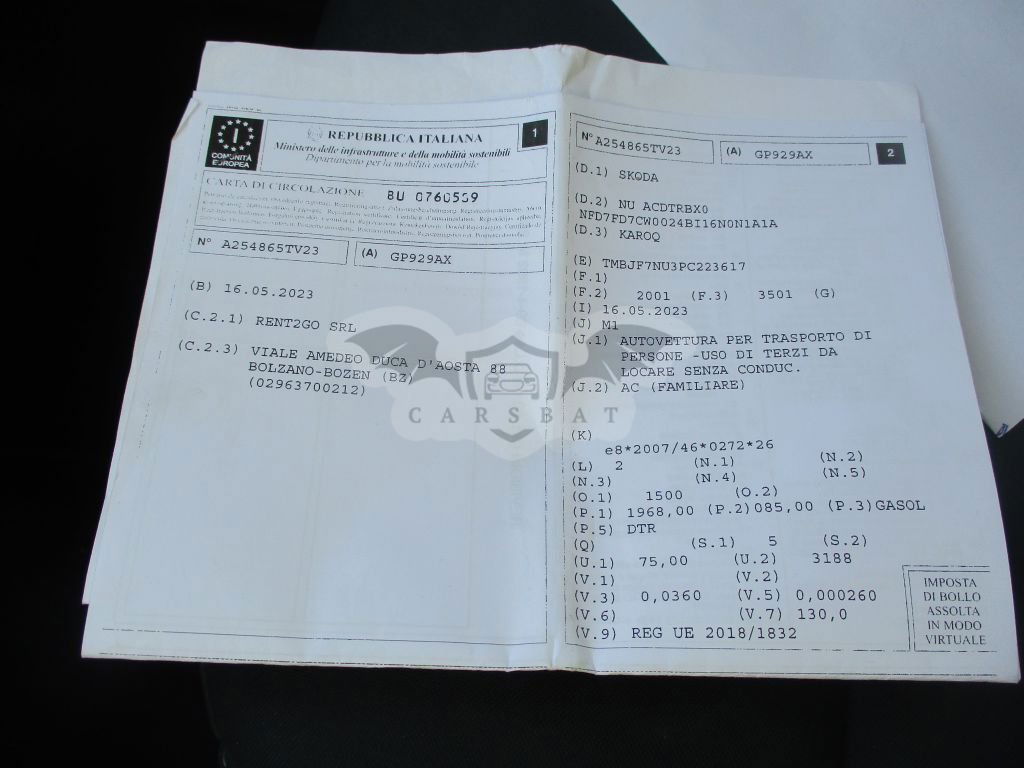 REPUBBLICA ITALIANA
Ministero delle infrastrutture e della mobilità sostenibili
Dipartimento per la mobilità sostenibile
1
I
COMUNITÀ
EUROPEA
CARTA DI CIRCOLAZIONE BU 0760559
N° A254865TV23 (A) GP929AX
(B) 16.05.2023
(C.2.1) RENT2GO SRL
(C.2.3) VIALE AMEDEO DUCA D'AOSTA 88
BOLZANO-BOZEN (BZ)
(02963700212)
N° A254865TV23 (A) GP929AX 2
(D.1) SKODA
(D.2) NU ACDTRBX0
NFD7FD7CW0024BI16N0N1A1A
(D.3) KAROQ
(E) TMBJF7NU3PC223617
(F.1)
(F.2) 2001 (F.3) 3501 (G)
(I) 16.05.2023
(J) M1
(J.1) AUTOVETTURA PER TRASPORTO DI
PERSONE -USO DI TERZI DA
LOCARE SENZA CONDUC.
(J.2) AC (FAMILIARE)
(K)
e8*2007/46*0272*26
(L) 2 (N.1) (N.2)
(N.3) (N.4) (N.5)
(O.1) 1500 (O.2)
(P.1) 1968,00 (P.2)085,00 (P.3)GASOL
(P.5) DTR
(Q) (S.1) 5 (S.2)
(U.1) 75,00 (U.2) 3188
(V.1) (V.2)
(V.3) 0,0360 (V.5) 0,000260
(V.6) (V.7) 130,0
(V.9) REG UE 2018/1832
IMPOSTA
DI BOLLO
ASSOLTA
IN MODO
VIRTUALE
CARSBAT